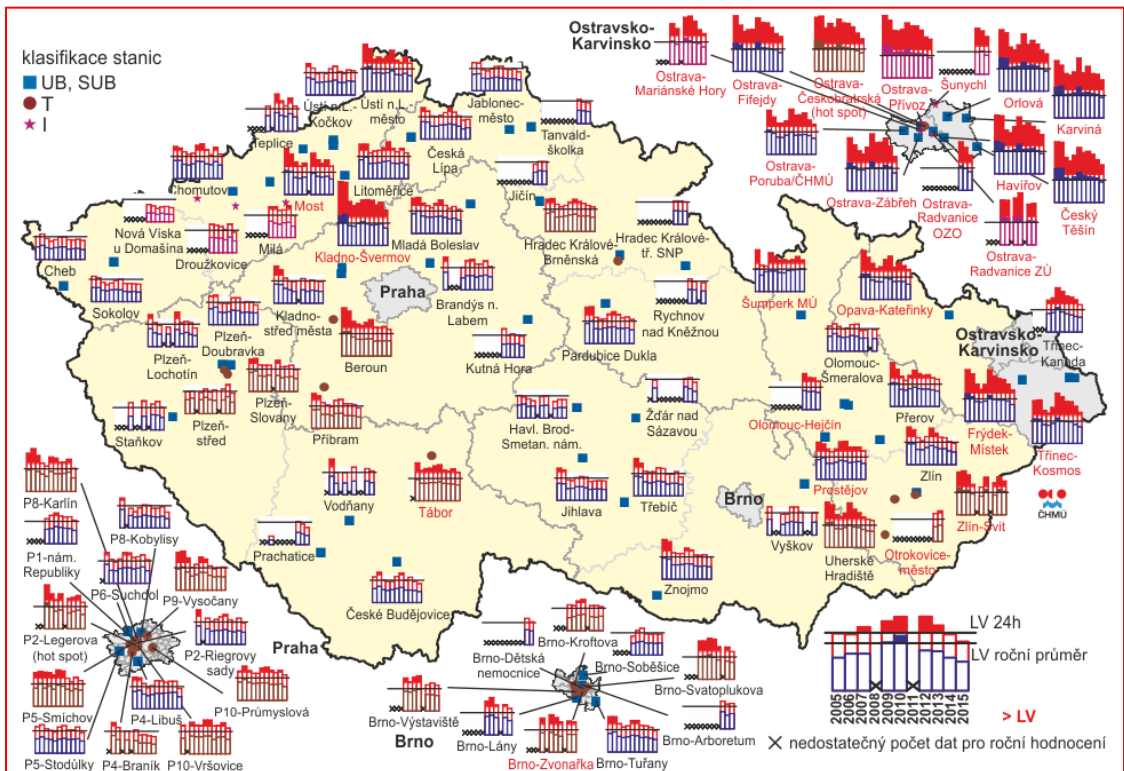 klasifikace stanic
UB, SUB
T
I
Ústí n.L.-
Kočkov
Ústí n.L.
město
Jablonec-
město
Teplice
Česká
Lípa
Tanvald-
školka
Chomutov
Most
Litoměřice
Jičín
Nová Víska
u Domašína
Milá
Droužkovice
Kladno-Švermov
Mladá Boleslav
Hradec Králové-
Brněnská
Hradec Králové-
tř. SNP
Cheb
Sokolov
Praha
Brandýs n.
Labem
Rychnov
nad Kněžnou
Kladno-
střed města
Plzeň-
Doubravka
Plzeň-
Lochotín
Beroun
Kutná Hora
Pardubice Dukla
Plzeň-
Slovany
Plzeň-
střed
Staňkov
Příbram
Havl. Brod-
Smetan. nám.
Žďár nad
Sázavou
Vodňany
Tábor
Jihlava
Třebíč
Prachatice
České Budějovice
Znojmo
Brno
Vyškov
Šumperk MÚ
Opava-Kateřinky
Olomouc-
Šmeralova
Olomouc-Hejčín
Přerov
Prostějov
Zlín
Zlín-Svit
Uherské
Hradiště
Otrokovice-
město
Ostravsko-
Karvinsko
Třinec-
Kanada
Frýdek-
Místek
Třinec-
Kosmos
ČHMÚ
Ostravsko-
Karvinsko
Ostrava-
Mariánské Hory
Ostrava-
Fifejdy
Ostrava-
Českobratrská
(hot spot)
Ostrava-
Přívoz
Šunychl
Orlová
Karviná
Ostrava-
Poruba/ČHMÚ
Ostrava-Zábřeh
Ostrava-
Radvanice
OZO
Havířov
Český
Těšín
Ostrava-
Radvanice ZÚ
P8-Karlín
P8-Kobylisy
P1-nám.
Republiky
P6-Suchdol
P9-Vysočany
P2-Legerova
(hot spot)
P2-Riegrovy
sady
Praha
P5-Smíchov
P4-Libuš
P10-Průmyslová
P5-Stodůlky
P4-Braník
P10-Vršovice
Brno-Kroftova
Brno-Dětská
nemocnice
Brno-Soběšice
Brno-Svatoplukova
Brno-Výstaviště
Brno
Brno-Lány
Brno-Arboretum
Brno-Zvonařka
Brno-Tuřany
LV 24h
LV roční průměr
2005
2006
2007
2008
2009
2010
2011
2012
2013
2014
2015
> LV
nedostatečný počet dat pro roční hodnocení